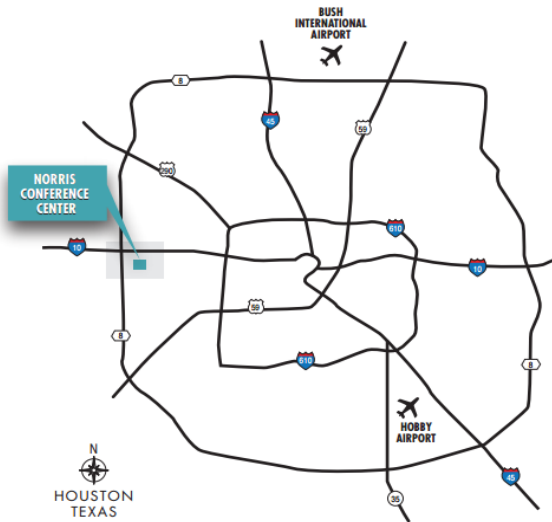 BUSH
INTERNATIONAL
AIRPORT
8
45
59
290
NORRIS
CONFERENCE
CENTER
610
10
10
59
8
610
8
HOBBY
AIRPORT
N
HOUSTON
TEXAS
45
35